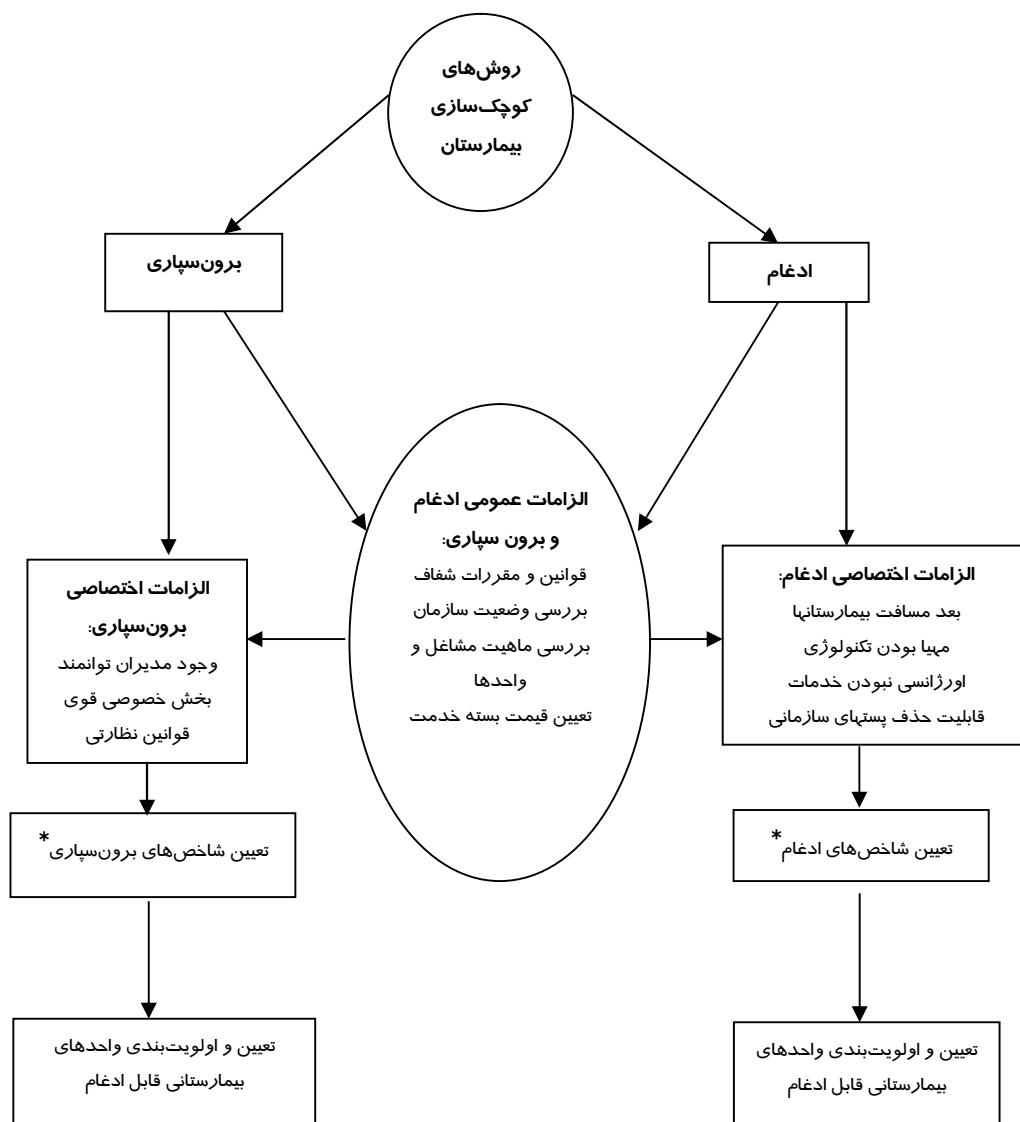 روش‌های
کوچک‌سازی
بیمارستان
ادغام
برون‌سپاری
الزامات عمومی ادغام
و برون سپاری:
قوانین و مقررات شفاف
بررسی وضعیت سازمان
بررسی ماهیت مشاغل و
واحدها
تعیین قیمت بسته خدمت
الزامات اختصاصی ادغام:
بعد مسافت بیمارستانها
مهیا بودن تکنولوژی
اورژانسی نبودن خدمات
قابلیت حذف پستهای سازمانی
الزامات اختصاصی
برون‌سپاری:
وجود مدیران توانمند
بخش خصوصی قوی
قوانین نظارتی
تعیین شاخص‌های ادغام*
تعیین شاخص‌های برون‌سپاری*
تعیین و اولویت‌بندی واحدهای
بیمارستانی قابل ادغام
تعیین و اولویت‌بندی واحدهای
بیمارستانی قابل ادغام